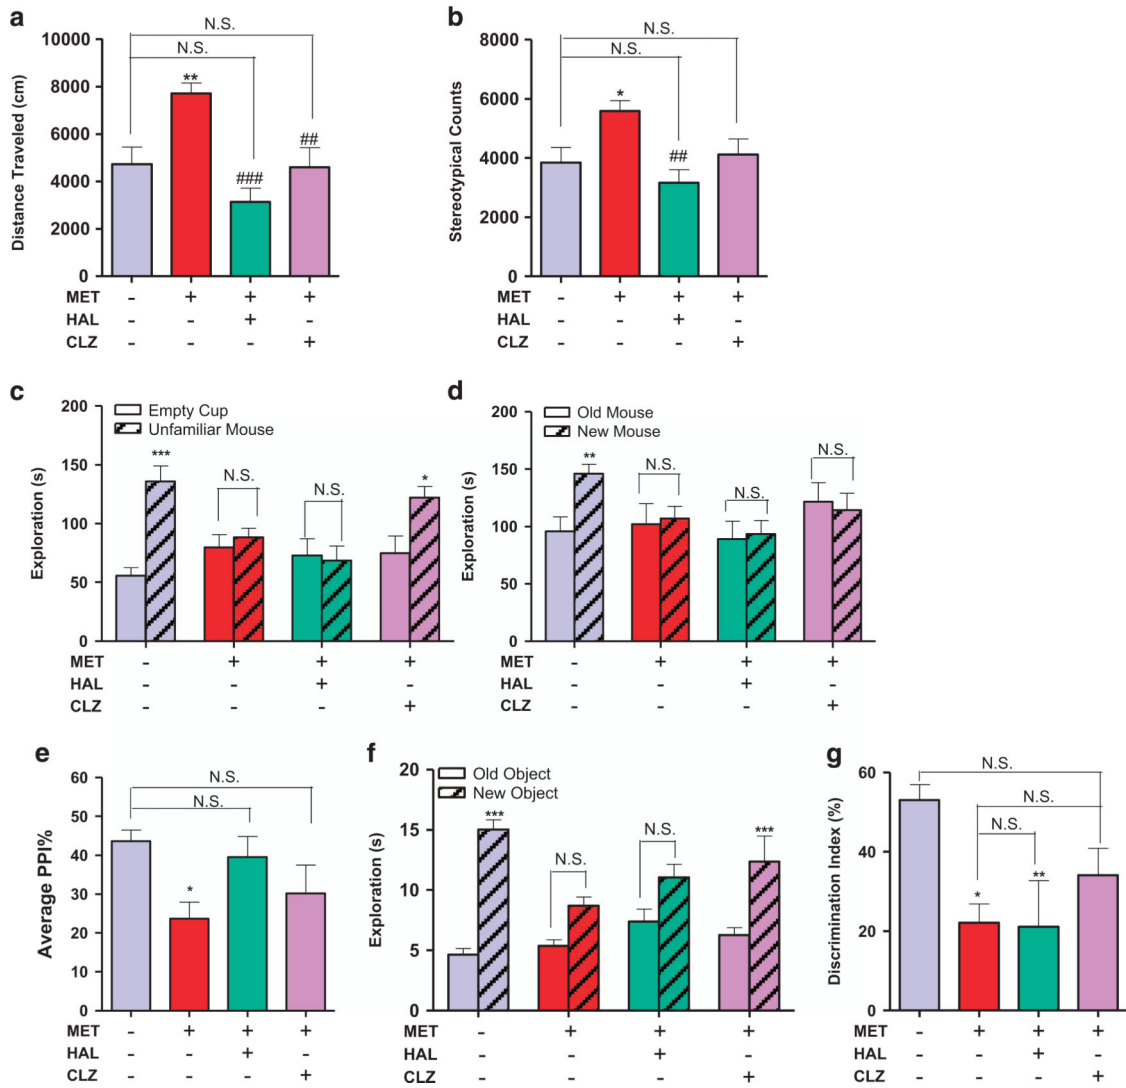 a
N.S.
N.S.
Distance Traveled (cm)
10000
8000
6000
4000
2000
0
**
###
##
MET - + + +
HAL - - + -
CLZ - - - +
b
N.S.
N.S.
Stereotypical Counts
8000
6000
4000
2000
0
*
##
MET - + + +
HAL - - + -
CLZ - - - +
c
Empty Cup
Unfamiliar Mouse
Exploration (s)
200
150
100
50
0
***
N.S.
N.S.
*
MET - + + +
HAL - - + -
CLZ - - - +
d
Old Mouse
New Mouse
Exploration (s)
200
150
100
50
0
**
N.S.
N.S.
N.S.
MET - + + +
HAL - - + -
CLZ - - - +
e
N.S.
N.S.
Average PPI%
60
50
40
30
20
10
0
*
MET - + + +
HAL - - + -
CLZ - - - +
f
Old Object
New Object
Exploration (s)
20
15
10
5
0
***
N.S.
N.S.
***
MET - + + +
HAL - - + -
CLZ - - - +
g
N.S.
N.S.
N.S.
Discrimination Index (%)
60
40
20
0
*
**
MET - + + +
HAL - - + -
CLZ - - - +